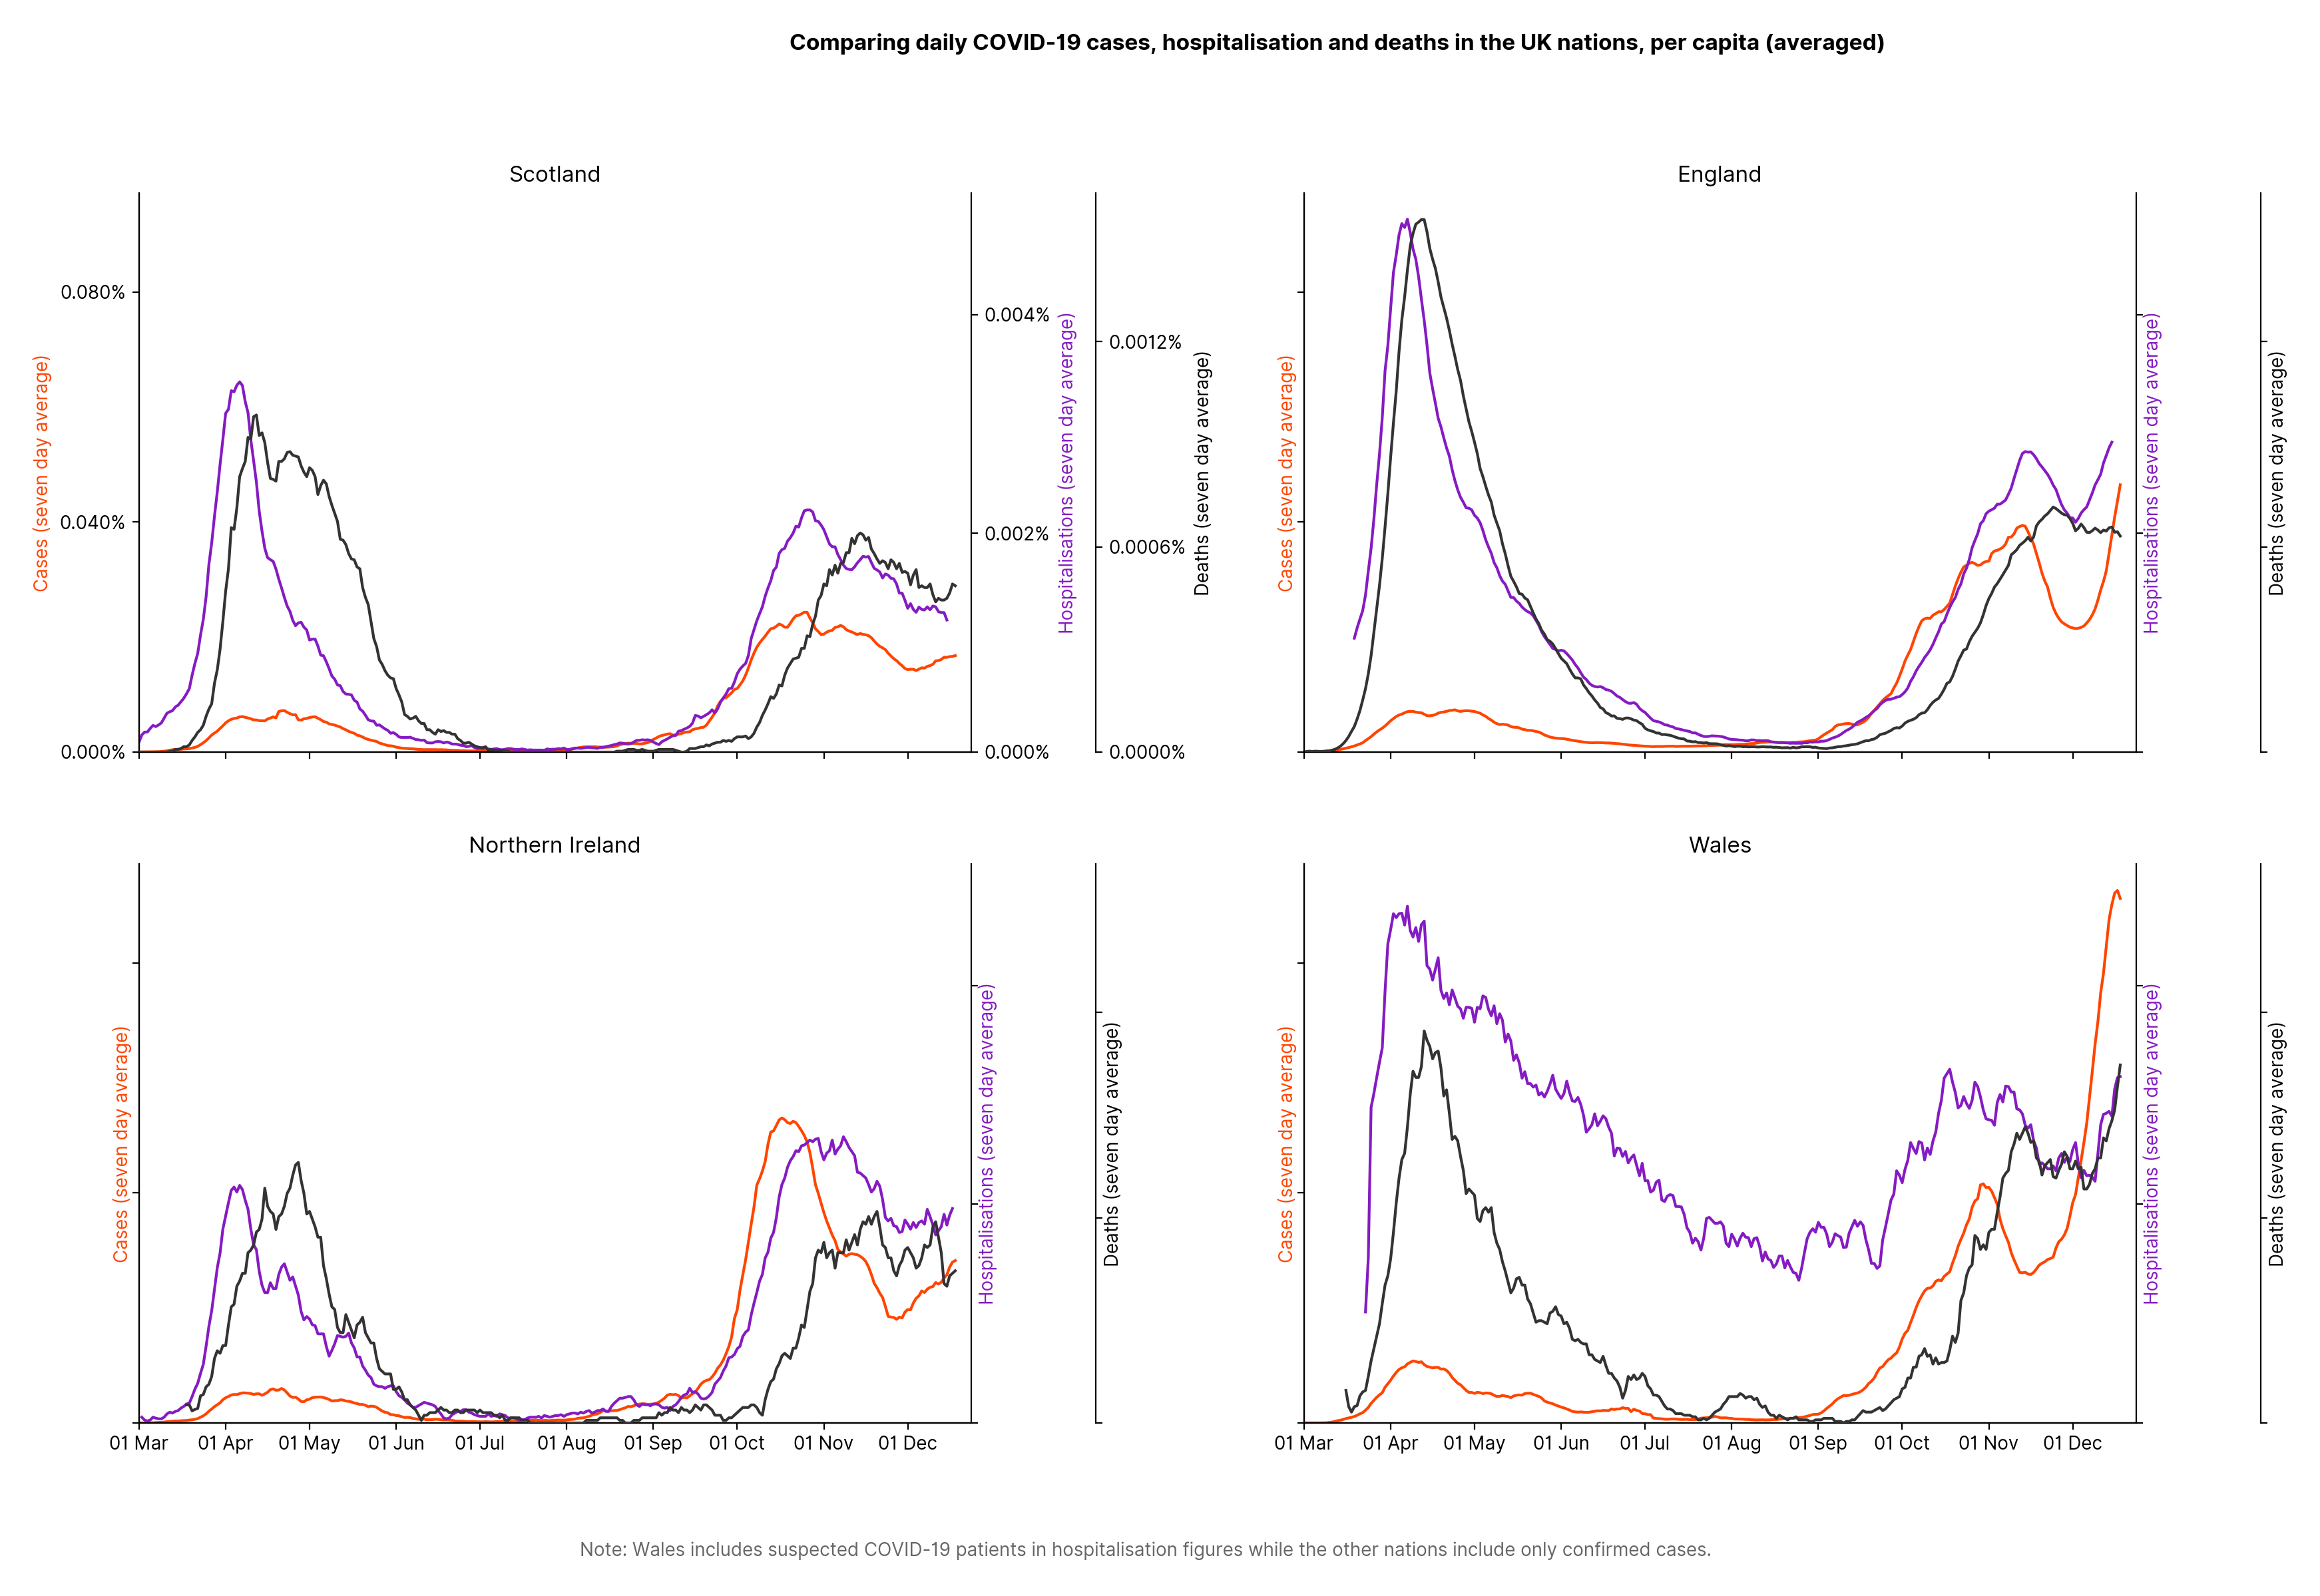 Comparing daily COVID-19 cases, hospitalisation and deaths in the UK nations, per capita (averaged)
Scotland
Cases (seven day average)
0.080%
0.040%
0.000%
0.004%
0.002%
0.000%
Hospitalisations (seven day average)
0.0012%
0.0006%
0.0000%
Deaths (seven day average)
England
Cases (seven day average)
Hospitalisations (seven day average)
Deaths (seven day average)
Northern Ireland
Cases (seven day average)
Hospitalisations (seven day average)
Deaths (seven day average)
01 Mar 01 Apr 01 May 01 Jun 01 Jul 01 Aug 01 Sep 01 Oct 01 Nov 01 Dec
Wales
Cases (seven day average)
Hospitalisations (seven day average)
Deaths (seven day average)
01 Mar 01 Apr 01 May 01 Jun 01 Jul 01 Aug 01 Sep 01 Oct 01 Nov 01 Dec
Note: Wales includes suspected COVID-19 patients in hospitalisation figures while the other nations include only confirmed cases.